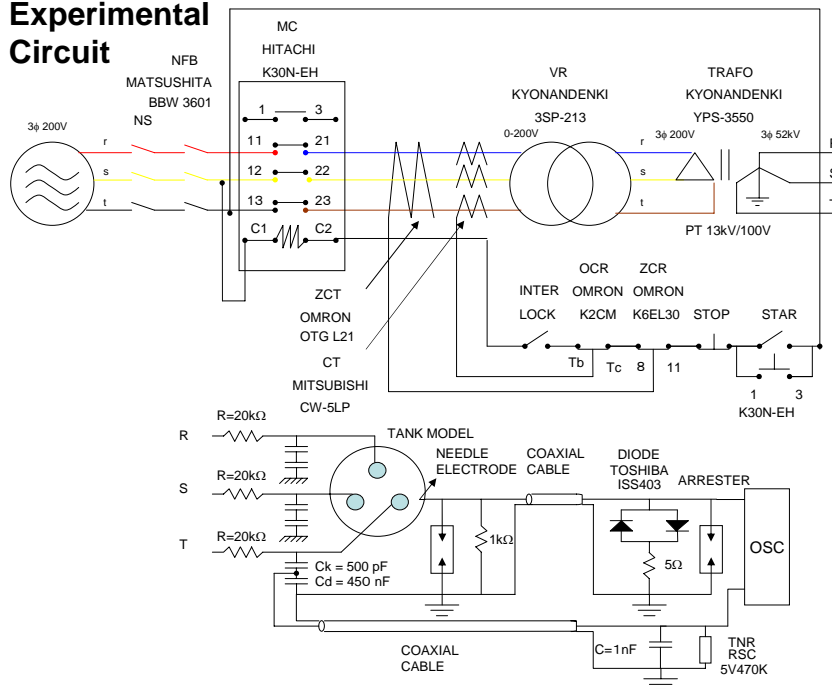 Experimental
Circuit
NFB
MATSUSHITA
BBW 3601
NS
MC
HITACHI
K30N-EH
VR
KYONANDENKI
3SP-213
TRAFO
KYONANDENKI
YPS-3550
3ϕ 200V
1 3
0-200V
3ϕ 200V
3ϕ 52kV
r 11 21 r R
s 12 22 s S
t 13 23 t T
C1 C2
PT 13kV/100V
ZCT
OMRON
OTG L21
CT
MITSUBISHI
CW-5LP
INTER
LOCK
OCR
OMRON
K2CM
ZCR
OMRON
K6EL30
STOP
STAR
Tb Tc 8 11
1 3
K30N-EH
R R=20kΩ
S R=20kΩ
T R=20kΩ
TANK MODEL
NEEDLE
ELECTRODE
COAXIAL
CABLE
DIODE
TOSHIBA
ISS403
ARRESTER
1kΩ
5Ω
OSC
Ck = 500 pF
Cd = 450 nF
COAXIAL
CABLE
C=1nF
TNR
RSC
5V470K